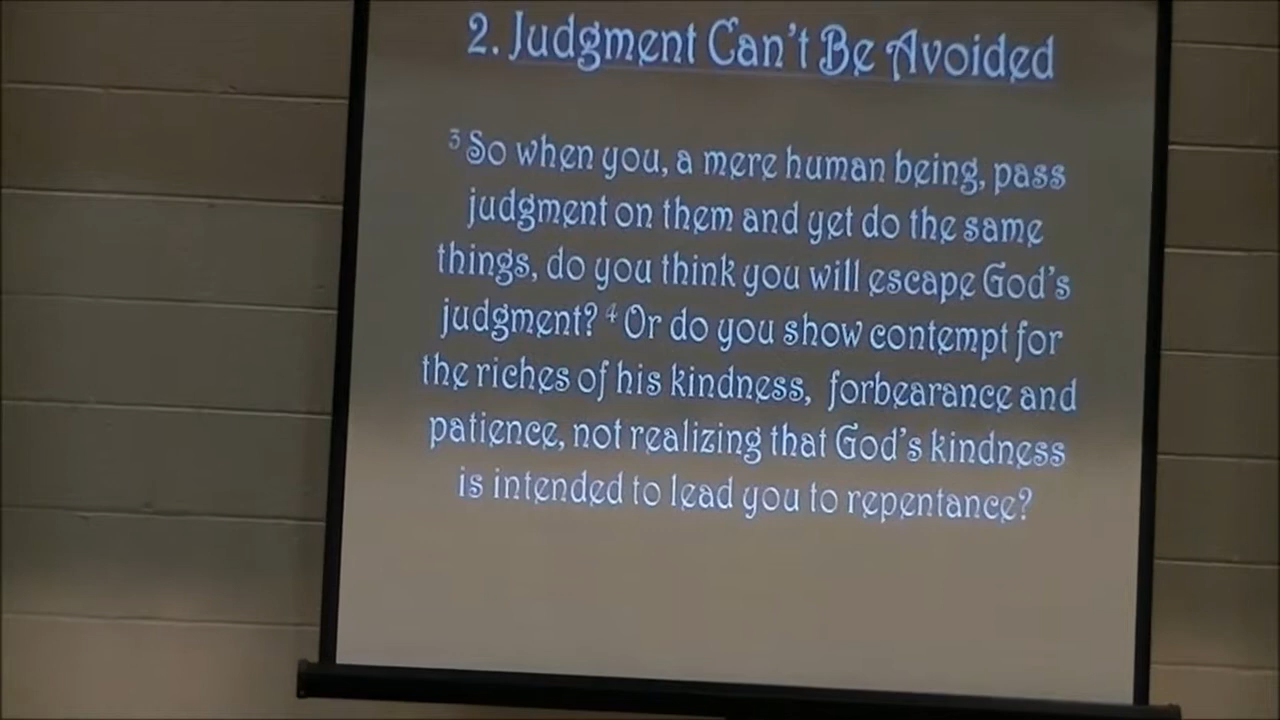 2. Judgment Can't Be Avoided
³ So when you, a mere human being, pass
judgment on them and yet do the same
things, do you think you will escape God's
judgment? ⁴ Or do you show contempt for
the riches of his kindness, forbearance and
patience, not realizing that God's kindness
is intended to lead you to repentance?